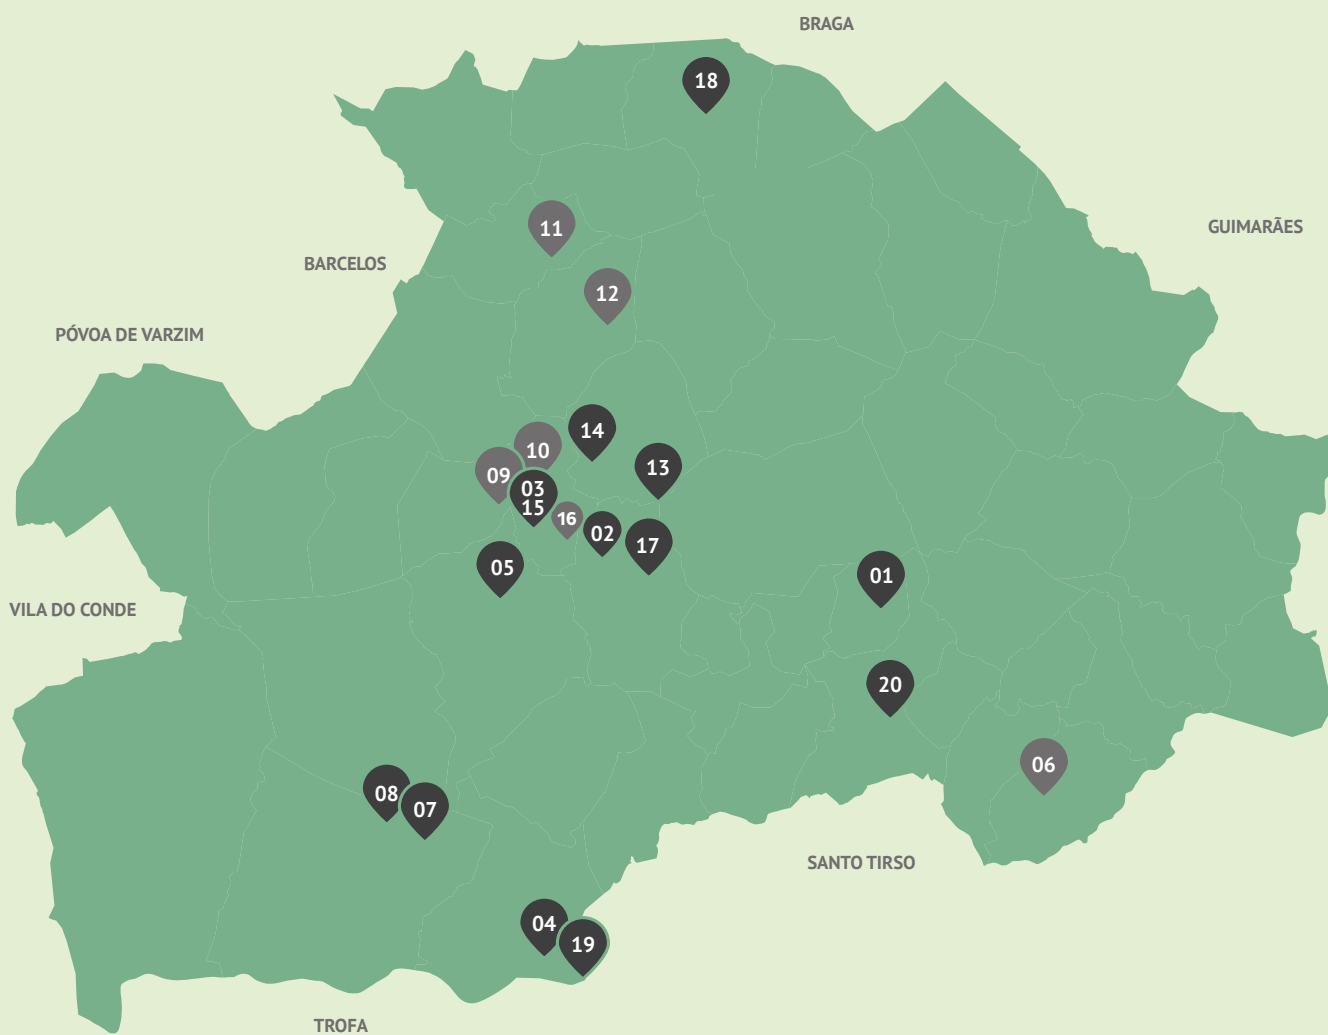 BRAGA
18
GUIMARÃES
11
BARCELOS
12
PÓVOA DE VARZIM
14
10
13
09
03
15
16
02
17
05
01
VILA DO CONDE
20
06
08
07
SANTO TIRSO
04
19
TROFA